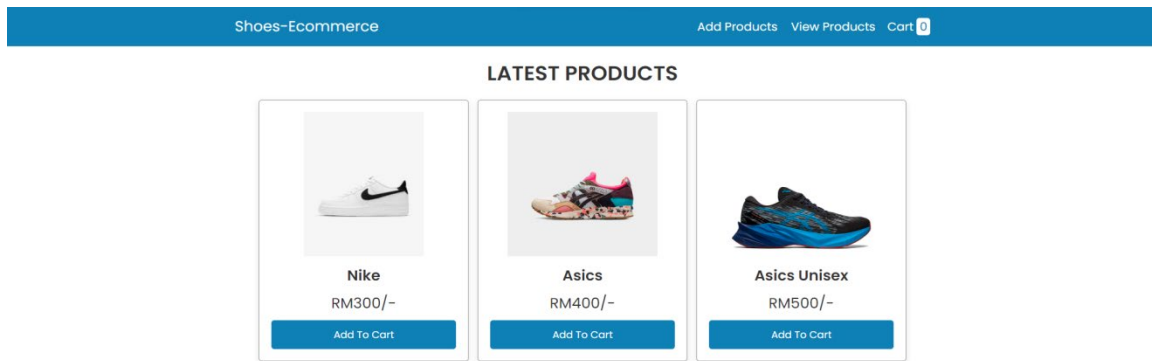 Shoes-Ecommerce Add Products View Products Cart 0
LATEST PRODUCTS
Nike
RM300/-
Add To Cart
Asics
RM400/-
Add To Cart
Asics Unisex
RM500/-
Add To Cart